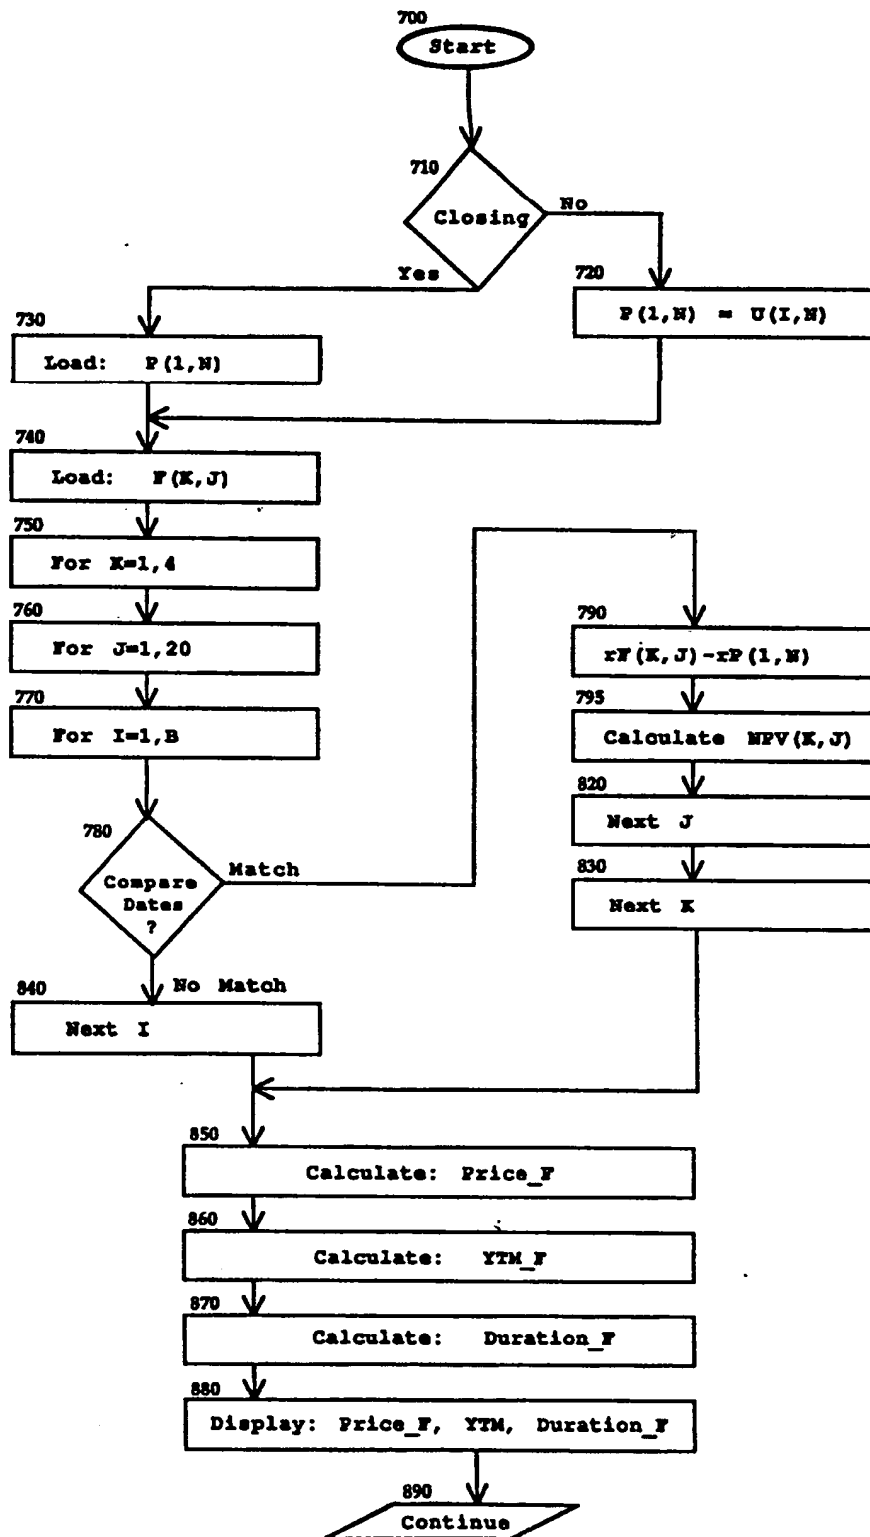 700
Start
710
Closing
No
Yes
720
P(1,N) = U(I,N)
730
Load: P(1,N)
740
Load: F(K,J)
750
For K=1,4
760
For J=1,20
770
For I=1,B
780
Compare
Dates
?
Match
No Match
790
rF(K,J)-rP(1,N)
795
Calculate NPV(K,J)
820
Next J
830
Next K
840
Next I
850
Calculate: Price_F
860
Calculate: YTM_F
870
Calculate: Duration_F
880
Display: Price_F, YTM, Duration_F
890
Continue